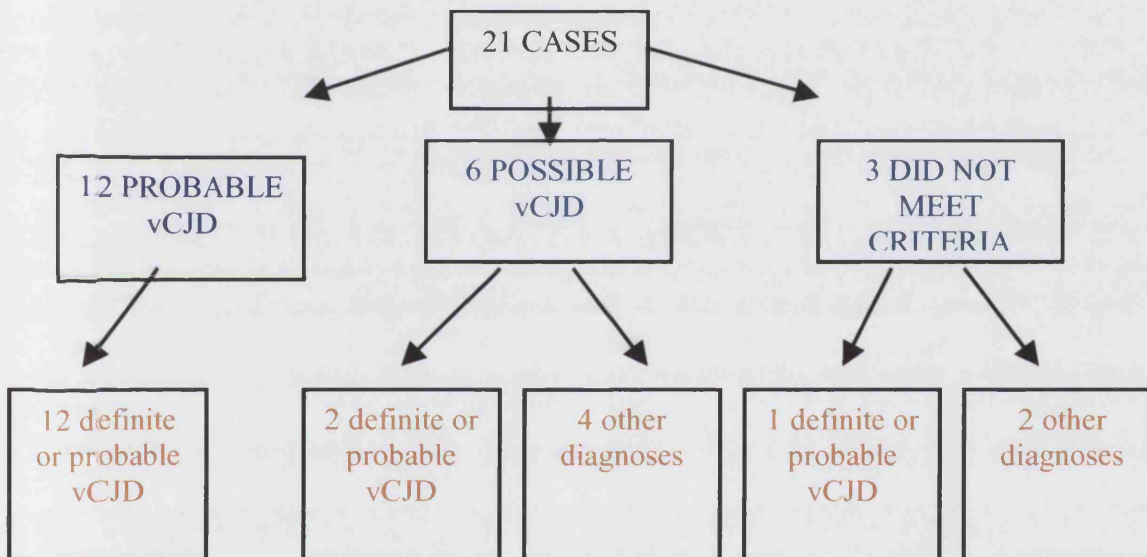 21 CASES
12 PROBABLE
vCJD
6 POSSIBLE
vCJD
3 DID NOT
MEET
CRITERIA
12 definite
or probable
vCJD
2 definite or
probable
vCJD
4 other
diagnoses
1 definite or
probable
vCJD
2 other
diagnoses